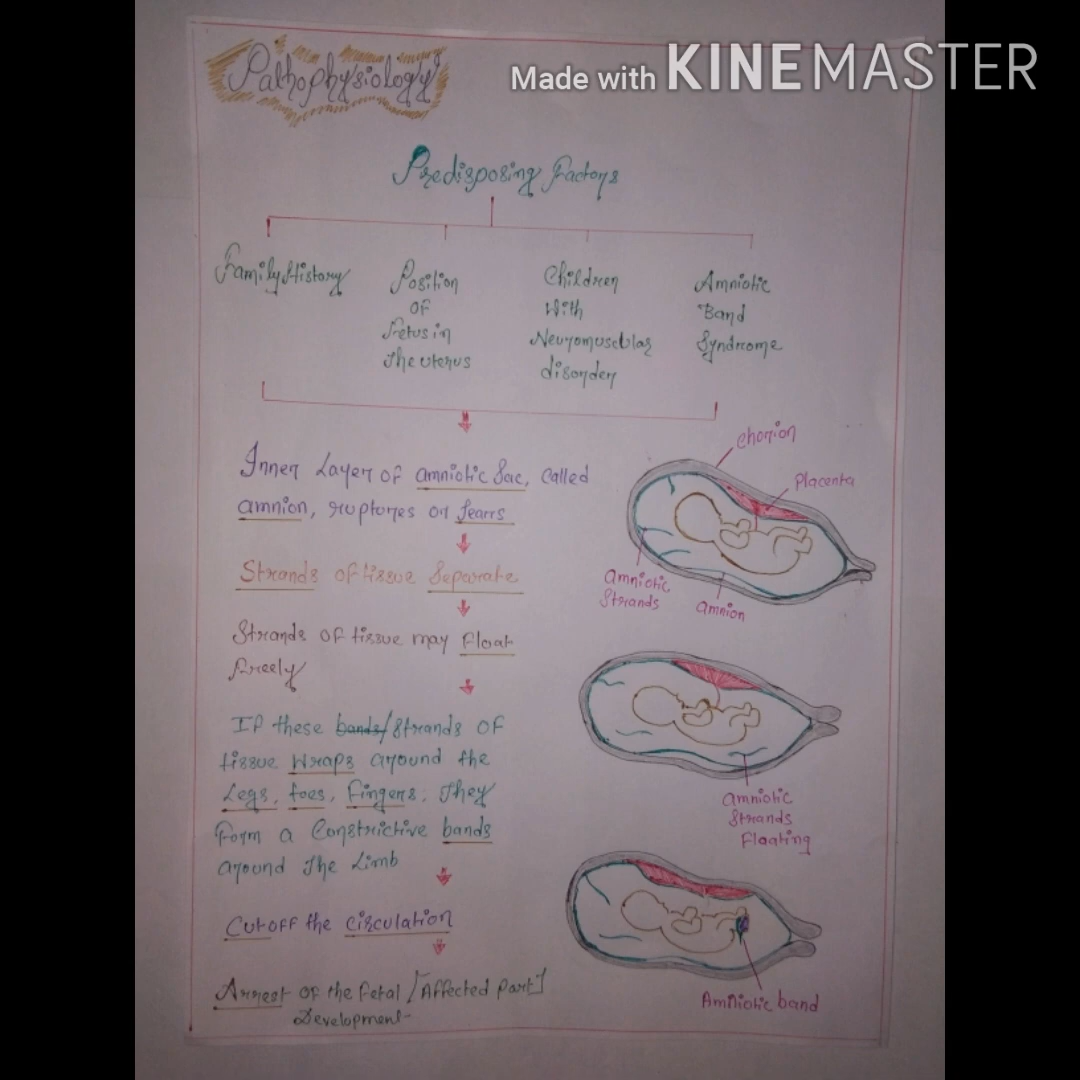 Pathophysiology
Made with KINEMASTER
Predisposing Factors
Family History
Position
OF
Fetus in
The uterus
Children
With
Neuromuscular
disorder
Amniotic
Band
Syndrome
Inner Layer of amniotic Sac, called
amnion, ruptures or Tearrs
Strands of tissue Separate
Strands of tissue may Float
Freely
If these bands/strands of
tissue Wraps around the
Legs, toes, Fingers, They
Form a Constrictive bands
around The Limb
Cutoff the circulation
Arrest of the Fetal [Affected part]
Development
Chorion
Placenta
Amniotic
Strands
Amnion
Amniotic
Strands
Floating
Amniotic band